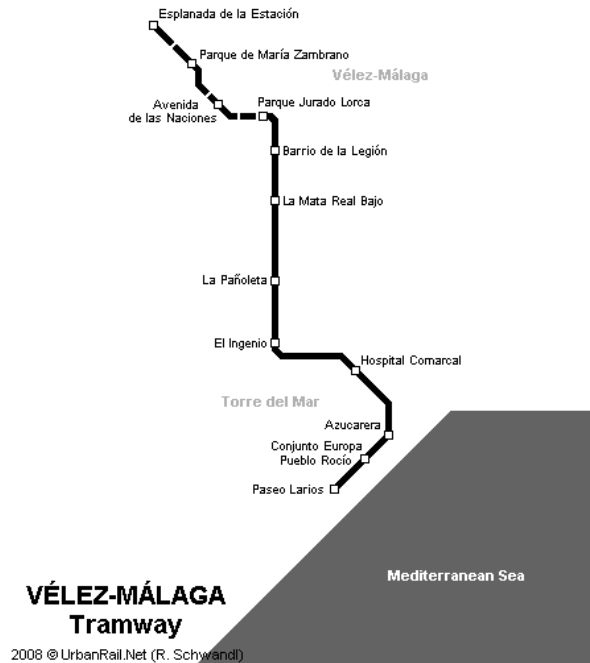 Esplanada de la Estación
Parque de María Zambrano
Vélez-Málaga
Avenida
de las Naciones
Parque Jurado Lorca
Barrio de la Legión
La Mata Real Bajo
La Pañoleta
El Ingenio
Hospital Comarcal
Torre del Mar
Azucarera
Conjunto Europa
Pueblo Rocío
Paseo Larios
Mediterranean Sea
VÉLEZ-MÁLAGA
Tramway
2008 © UrbanRail.Net (R. Schwandl)